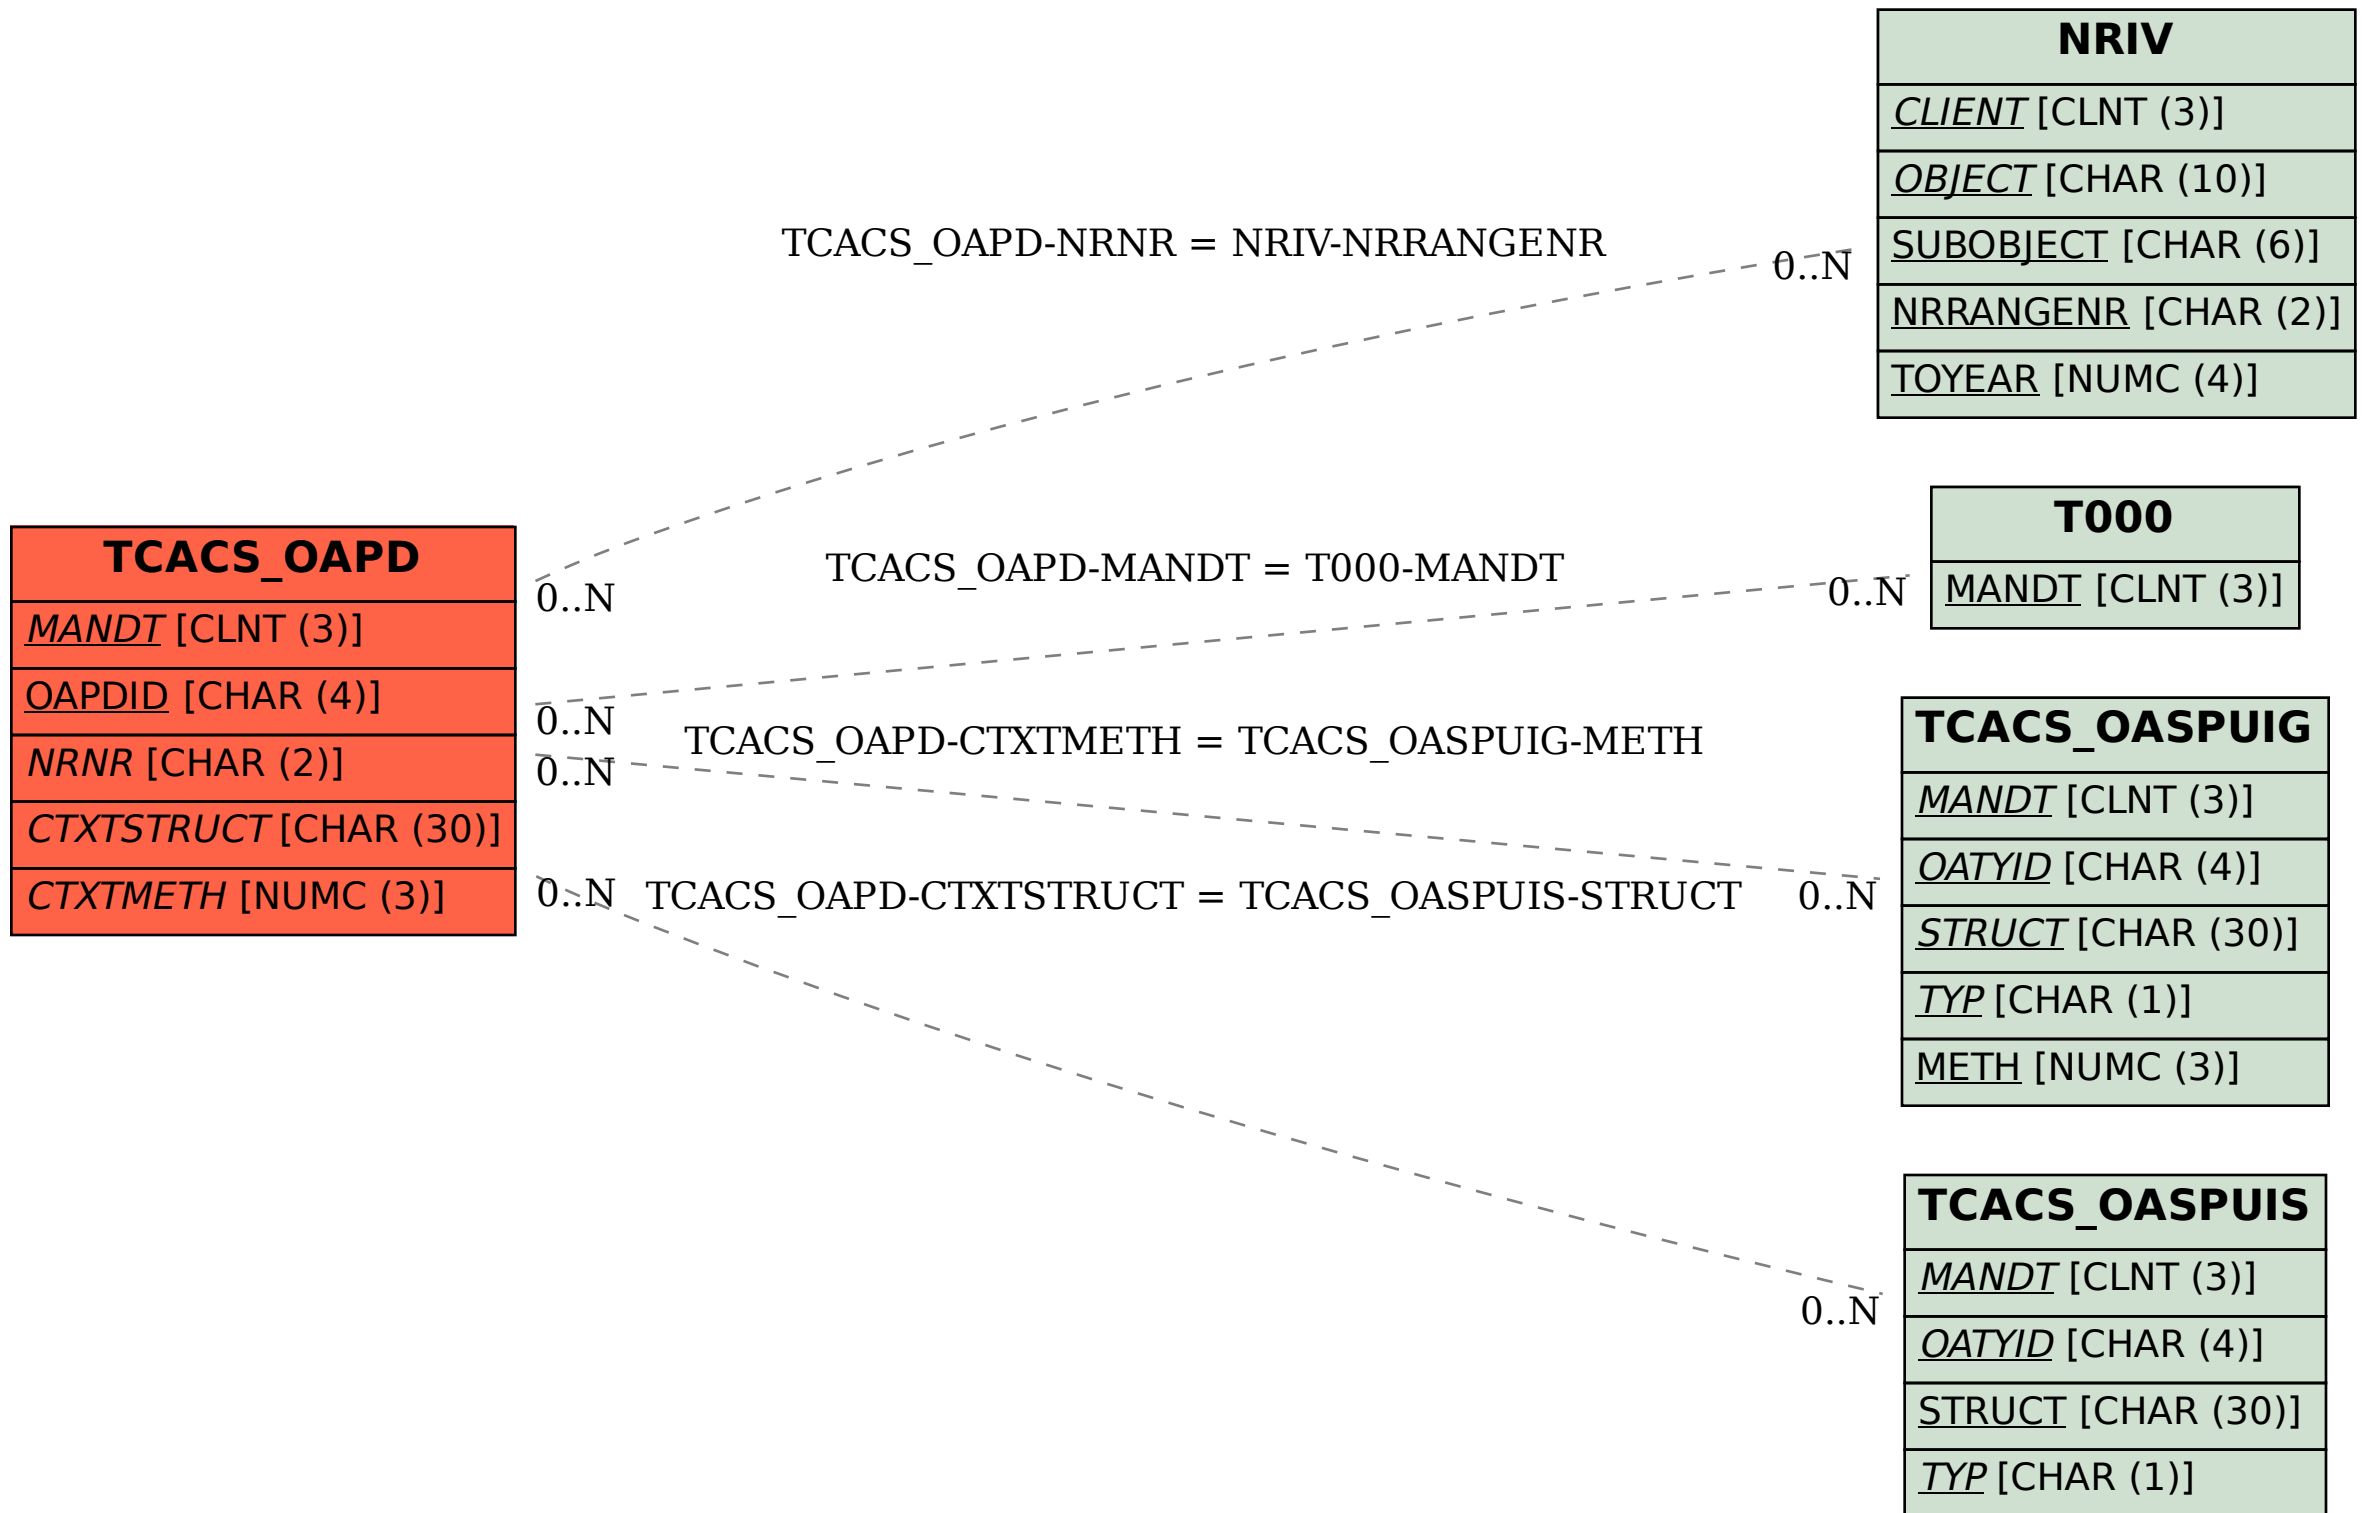 NRIV
CLIENT [CLNT (3)]
OBJECT [CHAR (10)]
SUBOBJECT [CHAR (6)]
NRRANGENR [CHAR (2)]
TOYEAR [NUMC (4)]
TCACS_OAPD-NRNR = NRIV-NRRANGENR
0..N
0..N
T000
MANDT [CLNT (3)]
TCACS_OAPD-MANDT = T000-MANDT
0..N
0..N
TCACS_OAPD
MANDT [CLNT (3)]
OAPDID [CHAR (4)]
NRNR [CHAR (2)]
CTXTSTRUCT [CHAR (30)]
CTXTMETH [NUMC (3)]
TCACS_OAPD-CTXTMETH = TCACS_OASPUIG-METH
0..N
0..N
TCACS_OASPUIG
MANDT [CLNT (3)]
OATYID [CHAR (4)]
STRUCT [CHAR (30)]
TYP [CHAR (1)]
METH [NUMC (3)]
0..N
TCACS_OAPD-CTXTSTRUCT = TCACS_OASPUIS-STRUCT
0..N
TCACS_OASPUIS
MANDT [CLNT (3)]
OATYID [CHAR (4)]
STRUCT [CHAR (30)]
TYP [CHAR (1)]